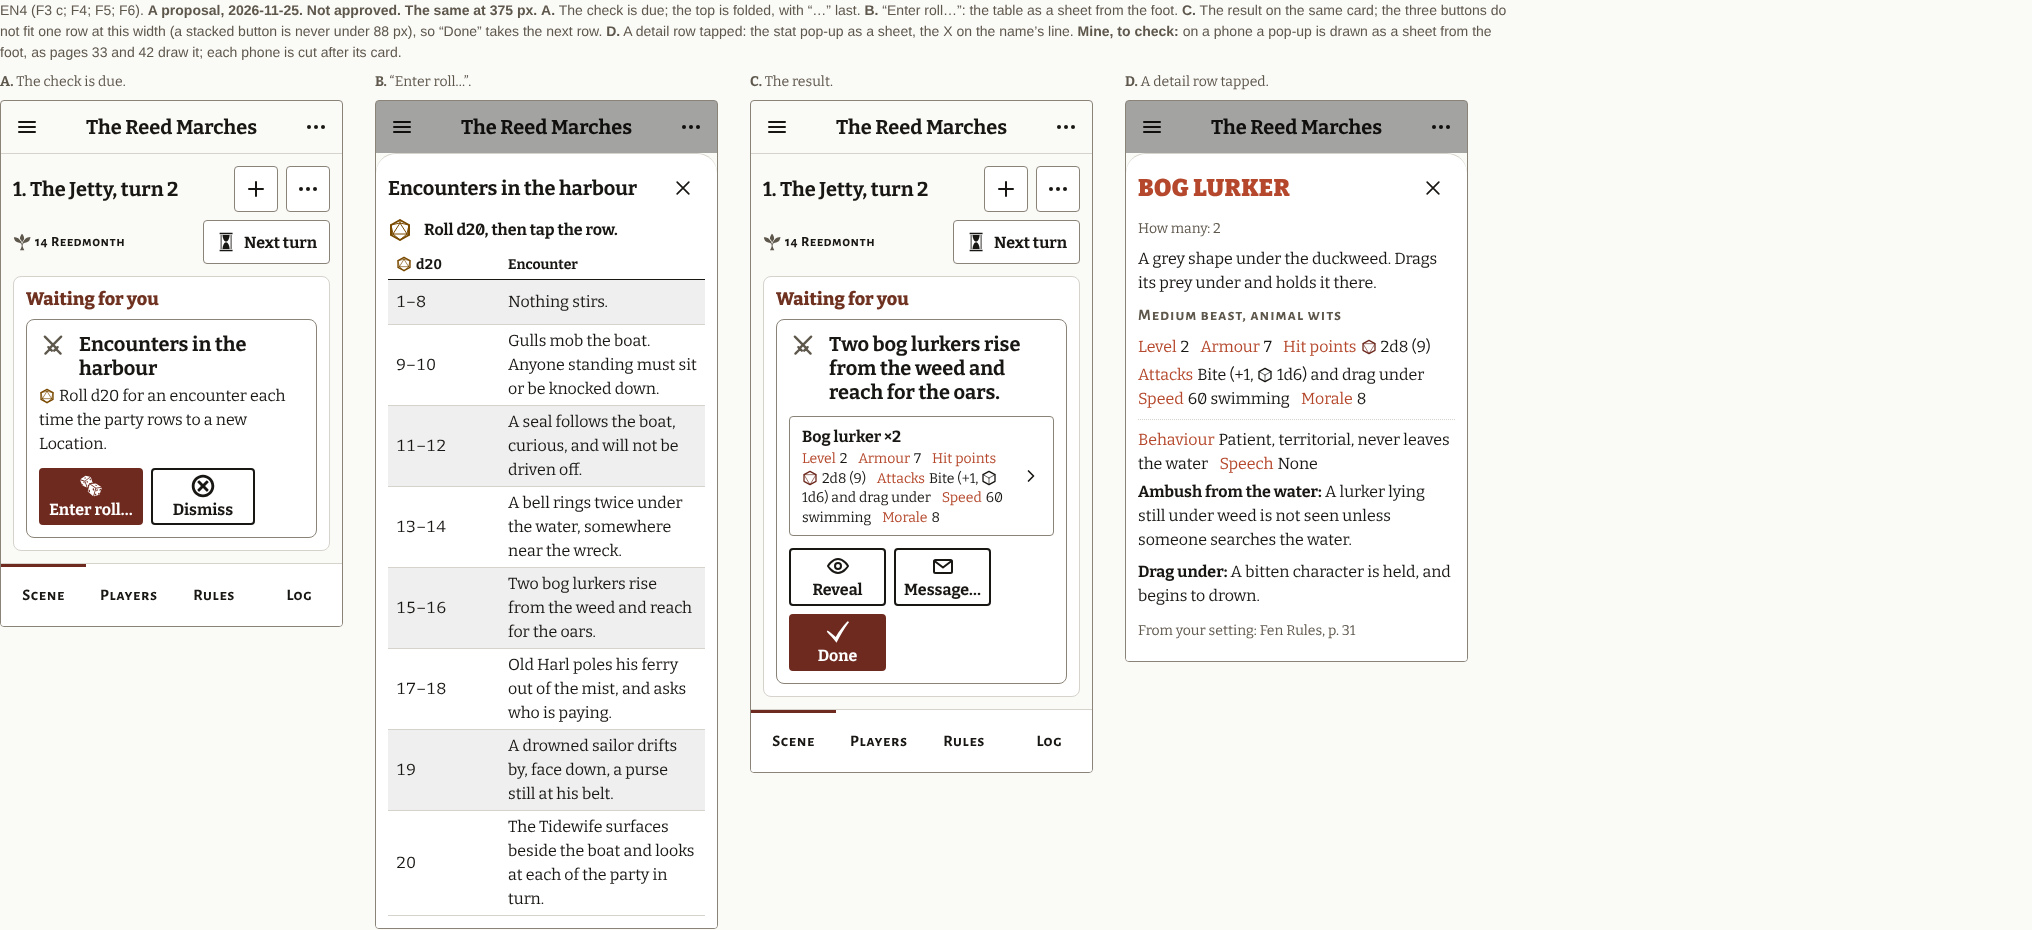 EN4 (F3 c; F4; F5; F6). A proposal, 2026-11-25. Not approved. The same at 375 px. A. The check is due; the top is folded, with “…” last. B. “Enter roll…”: the table as a sheet from the foot. C. The result on the same card; the three buttons do
not fit one row at this width (a stacked button is never under 88 px), so “Done” takes the next row. D. A detail row tapped: the stat pop-up as a sheet, the X on the name’s line. Mine, to check: on a phone a pop-up is drawn as a sheet from the
foot, as pages 33 and 42 draw it; each phone is cut after its card.
A. The check is due.
The Reed Marches
1. The Jetty, turn 2
14 Reedmonth
Next turn
Waiting for you
Encounters in the
harbour
Roll d20 for an encounter each
time the party rows to a new
Location.
Enter roll…
Dismiss
Scene
Players
Rules
Log
B. “Enter roll…”.
The Reed Marches
Encounters in the harbour
Roll d20, then tap the row.
d20
Encounter
1–8
Nothing stirs.
9–10
Gulls mob the boat.
Anyone standing must sit
or be knocked down.
11–12
A seal follows the boat,
curious, and will not be
driven off.
13–14
A bell rings twice under
the water, somewhere
near the wreck.
15–16
Two bog lurkers rise
from the weed and reach
for the oars.
17–18
Old Harl poles his ferry
out of the mist, and asks
who is paying.
19
A drowned sailor drifts
by, face down, a purse
still at his belt.
20
The Tidewife surfaces
beside the boat and looks
at each of the party in
turn.
C. The result.
The Reed Marches
1. The Jetty, turn 2
14 Reedmonth
Next turn
Waiting for you
Two bog lurkers rise
from the weed and
reach for the oars.
Bog lurker ×2
Level 2 Armour 7 Hit points
2d8 (9) Attacks Bite (+1,
1d6) and drag under Speed 60
swimming Morale 8
Reveal
Message…
Done
Scene
Players
Rules
Log
D. A detail row tapped.
The Reed Marches
BOG LURKER
How many: 2
A grey shape under the duckweed. Drags
its prey under and holds it there.
Medium beast, animal wits
Level 2 Armour 7 Hit points 2d8 (9)
Attacks Bite (+1, 1d6) and drag under
Speed 60 swimming Morale 8
Behaviour Patient, territorial, never leaves
the water Speech None
Ambush from the water: A lurker lying
still under weed is not seen unless
someone searches the water.
Drag under: A bitten character is held, and
begins to drown.
From your setting: Fen Rules, p. 31